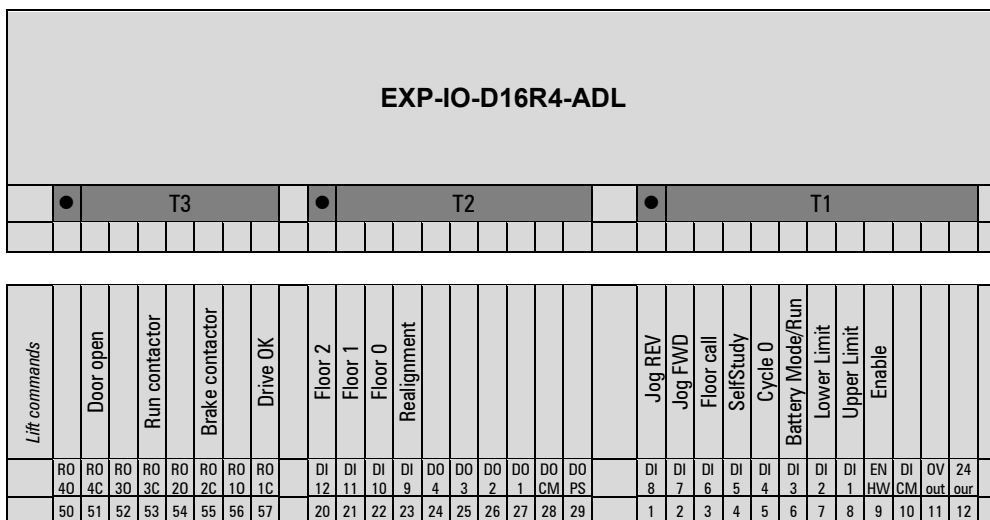 EXP-IO-D16R4-ADL
● T3 ● T2 ● T1
Lift commands
Door open
Run contactor
Brake contactor
Drive OK
Floor 2
Floor 1
Floor 0
Realignment
Jog REV
Jog FWD
Floor call
SelfStudy
Cycle 0
Battery Mode/Run
Lower Limit
Upper Limit
Enable
RO RO RO RO RO RO RO RO DI DI DI DI DO DO DO DO DO DO DI DI DI DI DI DI DI DI EN DI 0V 24
40 4C 30 3C 20 2C 10 1C 12 11 10 9 4 3 2 1 CM PS 8 7 6 5 4 3 2 1 HW CM out our
50 51 52 53 54 55 56 57 20 21 22 23 24 25 26 27 28 29 1 2 3 4 5 6 7 8 9 10 11 12